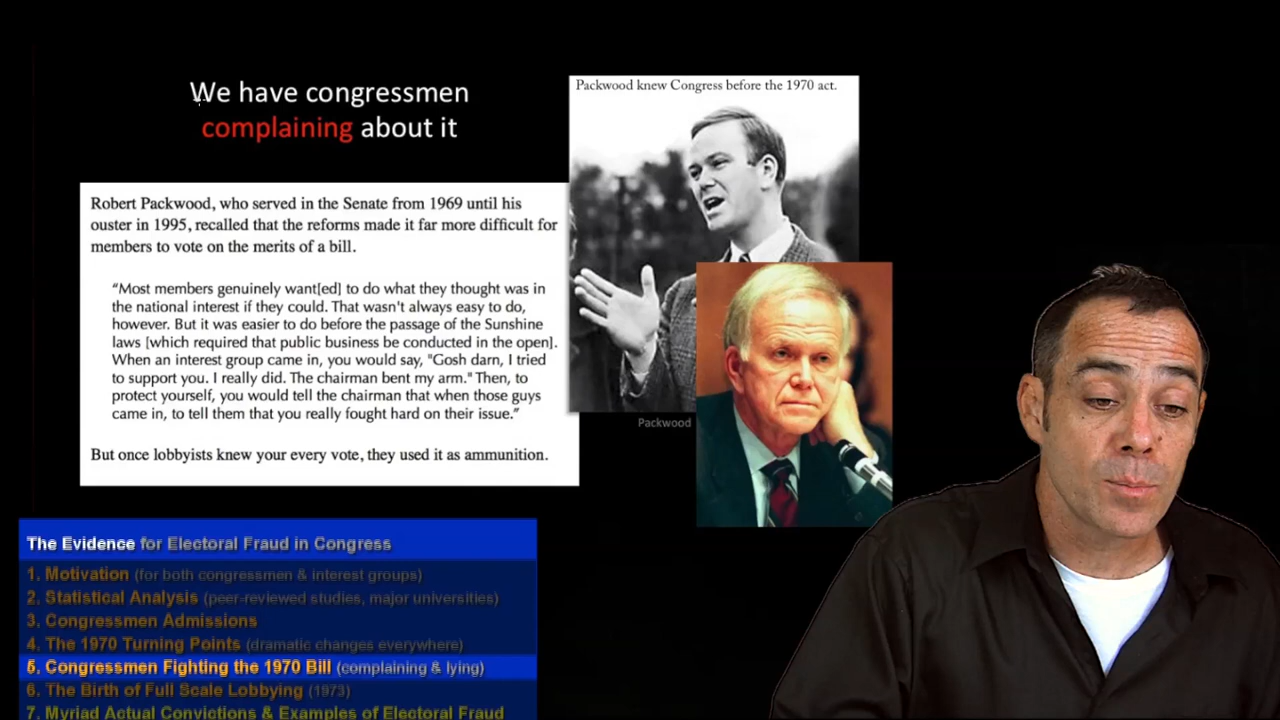 We have congressmen
complaining about it
Packwood knew Congress before the 1970 act.
Robert Packwood, who served in the Senate from 1969 until his
ouster in 1995, recalled that the reforms made it far more difficult for
members to vote on the merits of a bill.
“Most members genuinely want[ed] to do what they thought was in
the national interest if they could. That wasn't always easy to do,
however. But it was easier to do before the passage of the Sunshine
laws [which required that public business be conducted in the open].
When an interest group came in, you would say, "Gosh darn, I tried
to support you. I really did. The chairman bent my arm." Then, to
protect yourself, you would tell the chairman that when those guys
came in, to tell them that you really fought hard on their issue.”
But once lobbyists knew your every vote, they used it as ammunition.
Packwood
The Evidence for Electoral Fraud in Congress
1. Motivation (for both congressmen & interest groups)
2. Statistical Analysis (peer-reviewed studies, major universities)
3. Congressmen Admissions
4. The 1970 Turning Points (dramatic changes everywhere)
5. Congressmen Fighting the 1970 Bill (complaining & lying)
6. The Birth of Full Scale Lobbying (1973)
7. Myriad Actual Convictions & Examples of Electoral Fraud